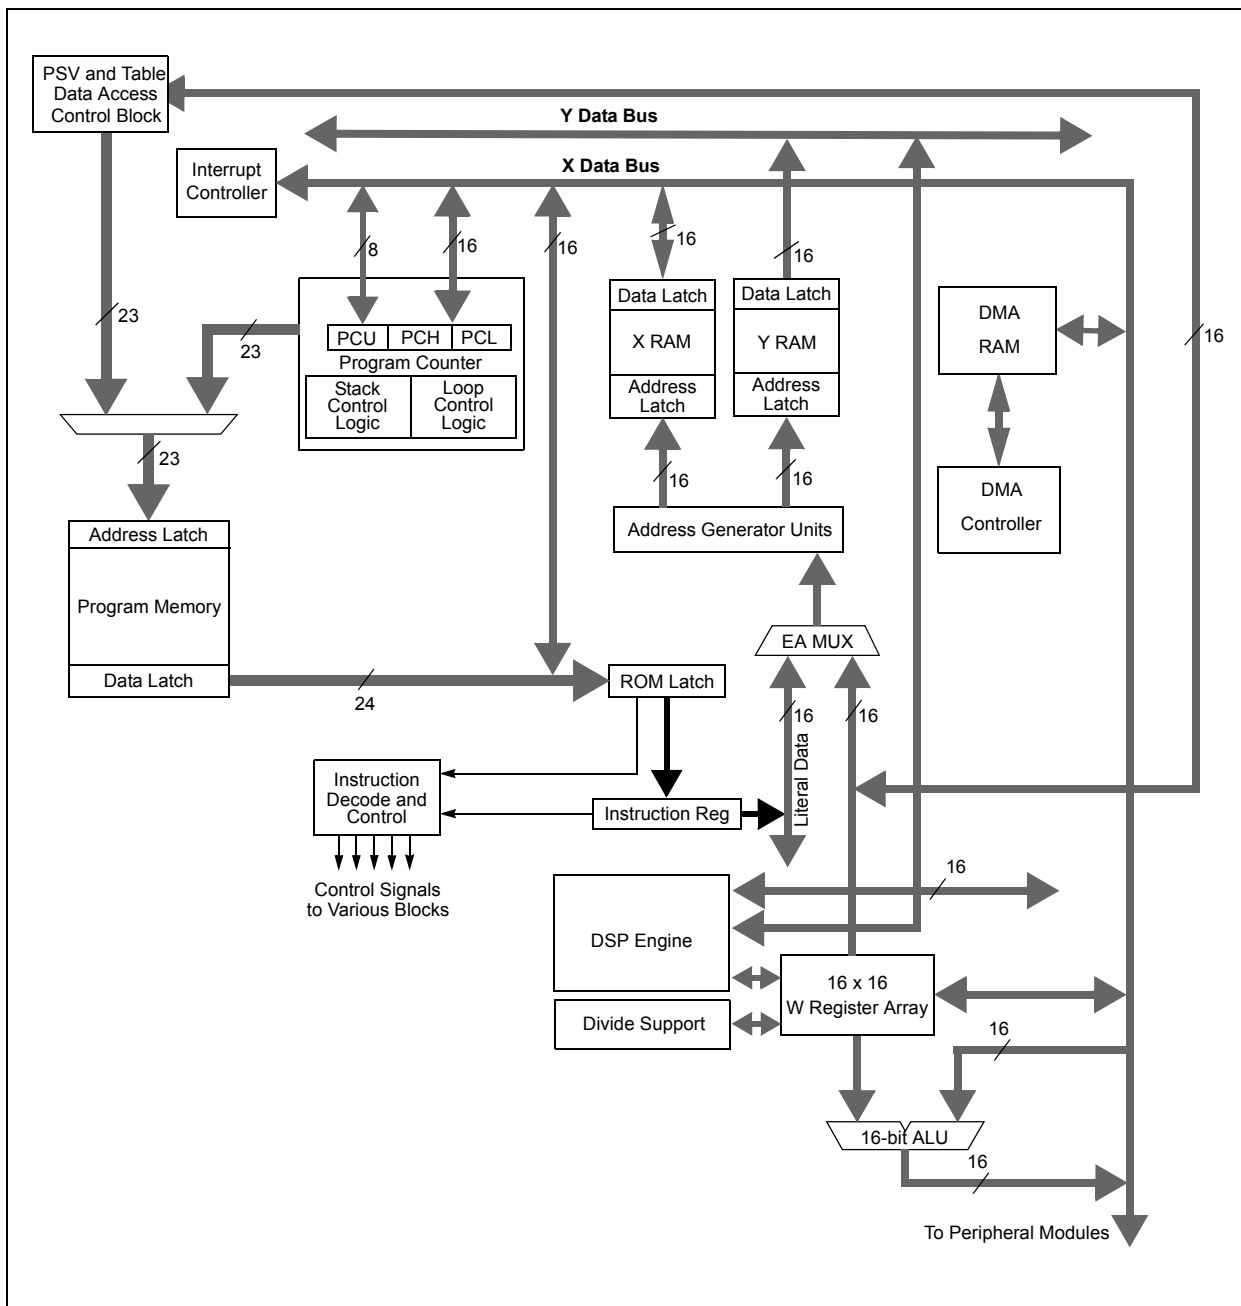 PSV and Table
Data Access
Control Block
Y Data Bus
Interrupt
Controller
X Data Bus
8
16
16
16
16
23
23
16
Data Latch
Data Latch
X RAM
Y RAM
Address
Latch
Address
Latch
DMA
RAM
PCU
PCH
PCL
Program Counter
Stack
Control
Logic
Loop
Control
Logic
23
16
16
DMA
Controller
Address Latch
Program Memory
Data Latch
Address Generator Units
EA MUX
24
ROM Latch
16
16
Literal Data
Instruction
Decode and
Control
Instruction Reg
Control Signals
to Various Blocks
16
DSP Engine
16 x 16
W Register Array
Divide Support
16
16-bit ALU
16
To Peripheral Modules